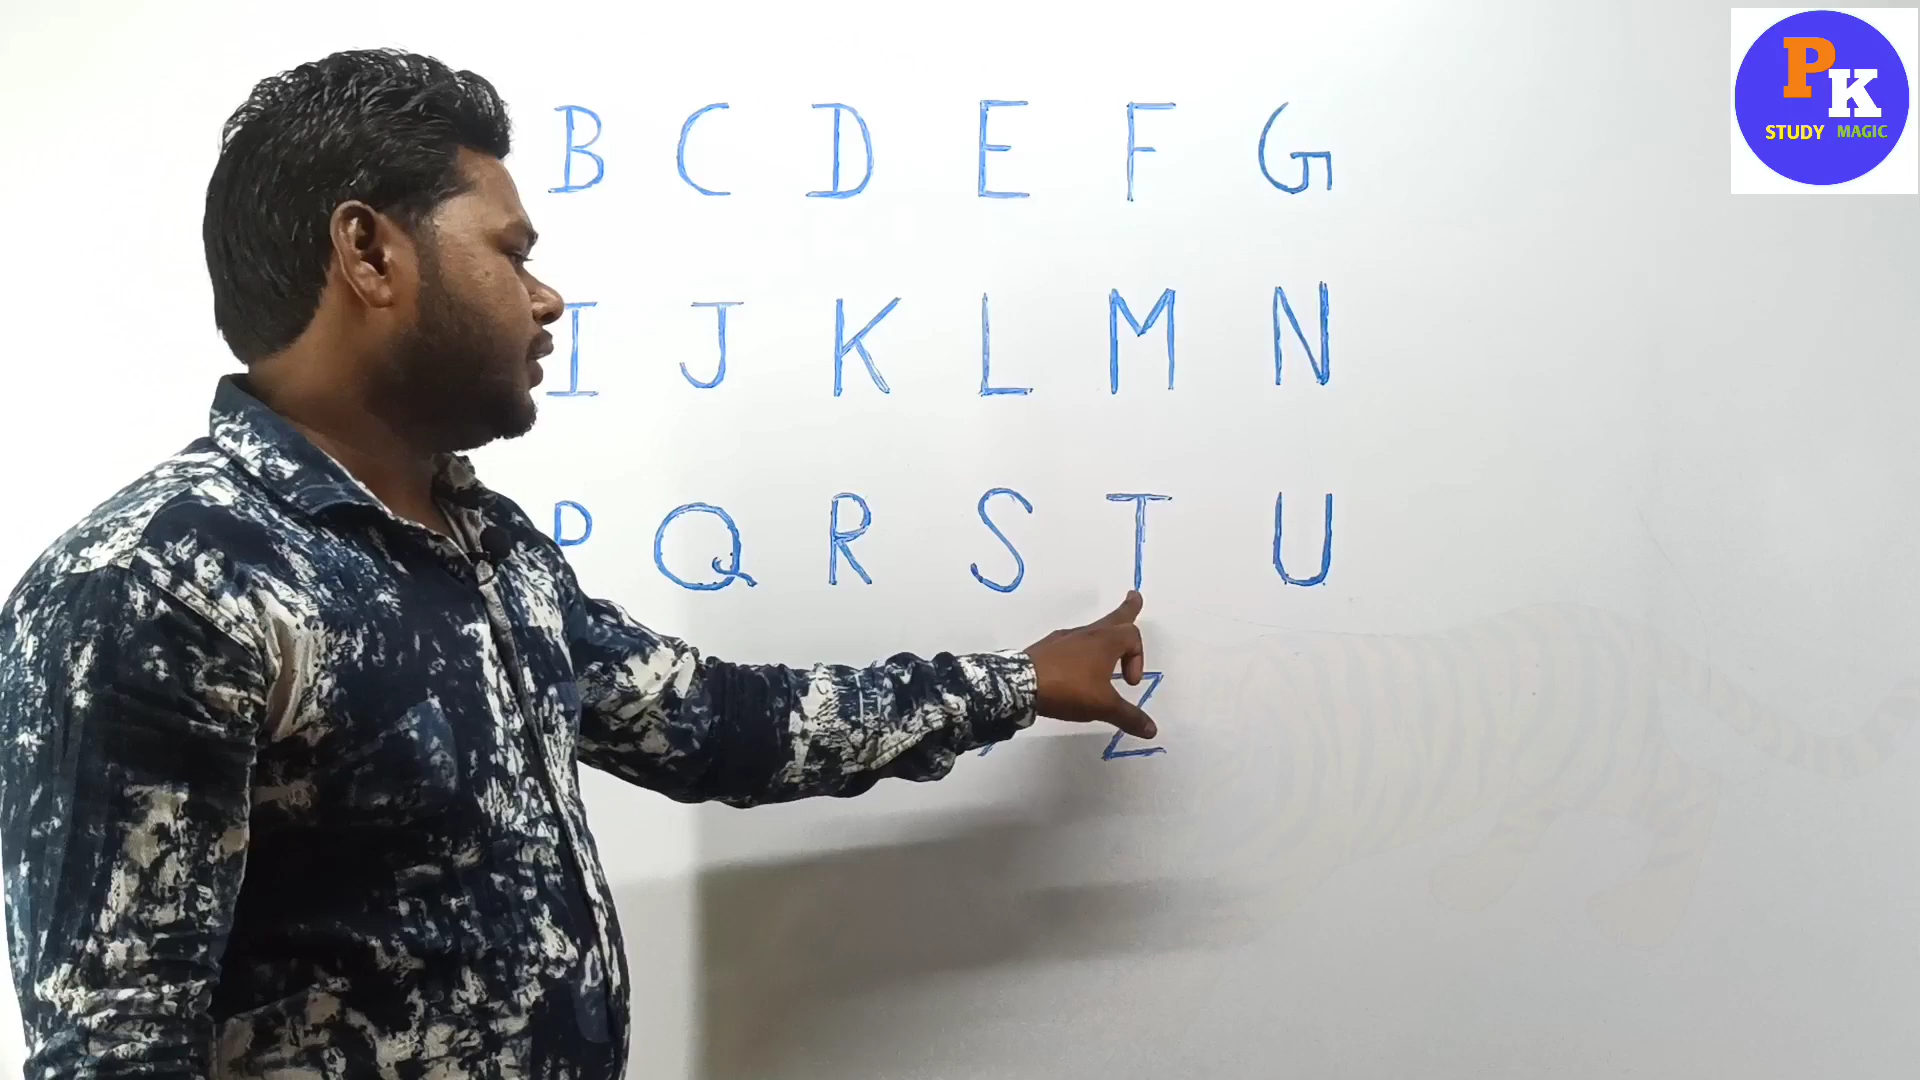 B C D E F G
I J K L M N
P Q R S T U
Z
PK
STUDY MAGIC